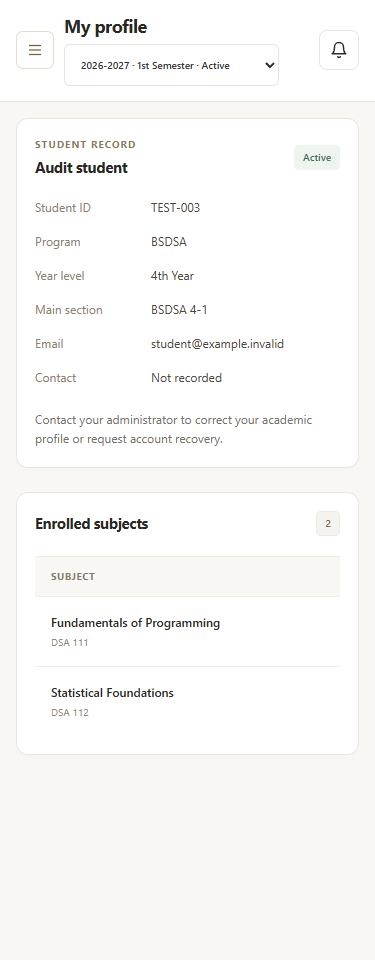 My profile
2026-2027 · 1st Semester · Active
STUDENT RECORD
Audit student
Active
Student ID TEST-003
Program BSDSA
Year level 4th Year
Main section BSDSA 4-1
Email student@example.invalid
Contact Not recorded
Contact your administrator to correct your academic
profile or request account recovery.
Enrolled subjects
2
SUBJECT
Fundamentals of Programming
DSA 111
Statistical Foundations
DSA 112